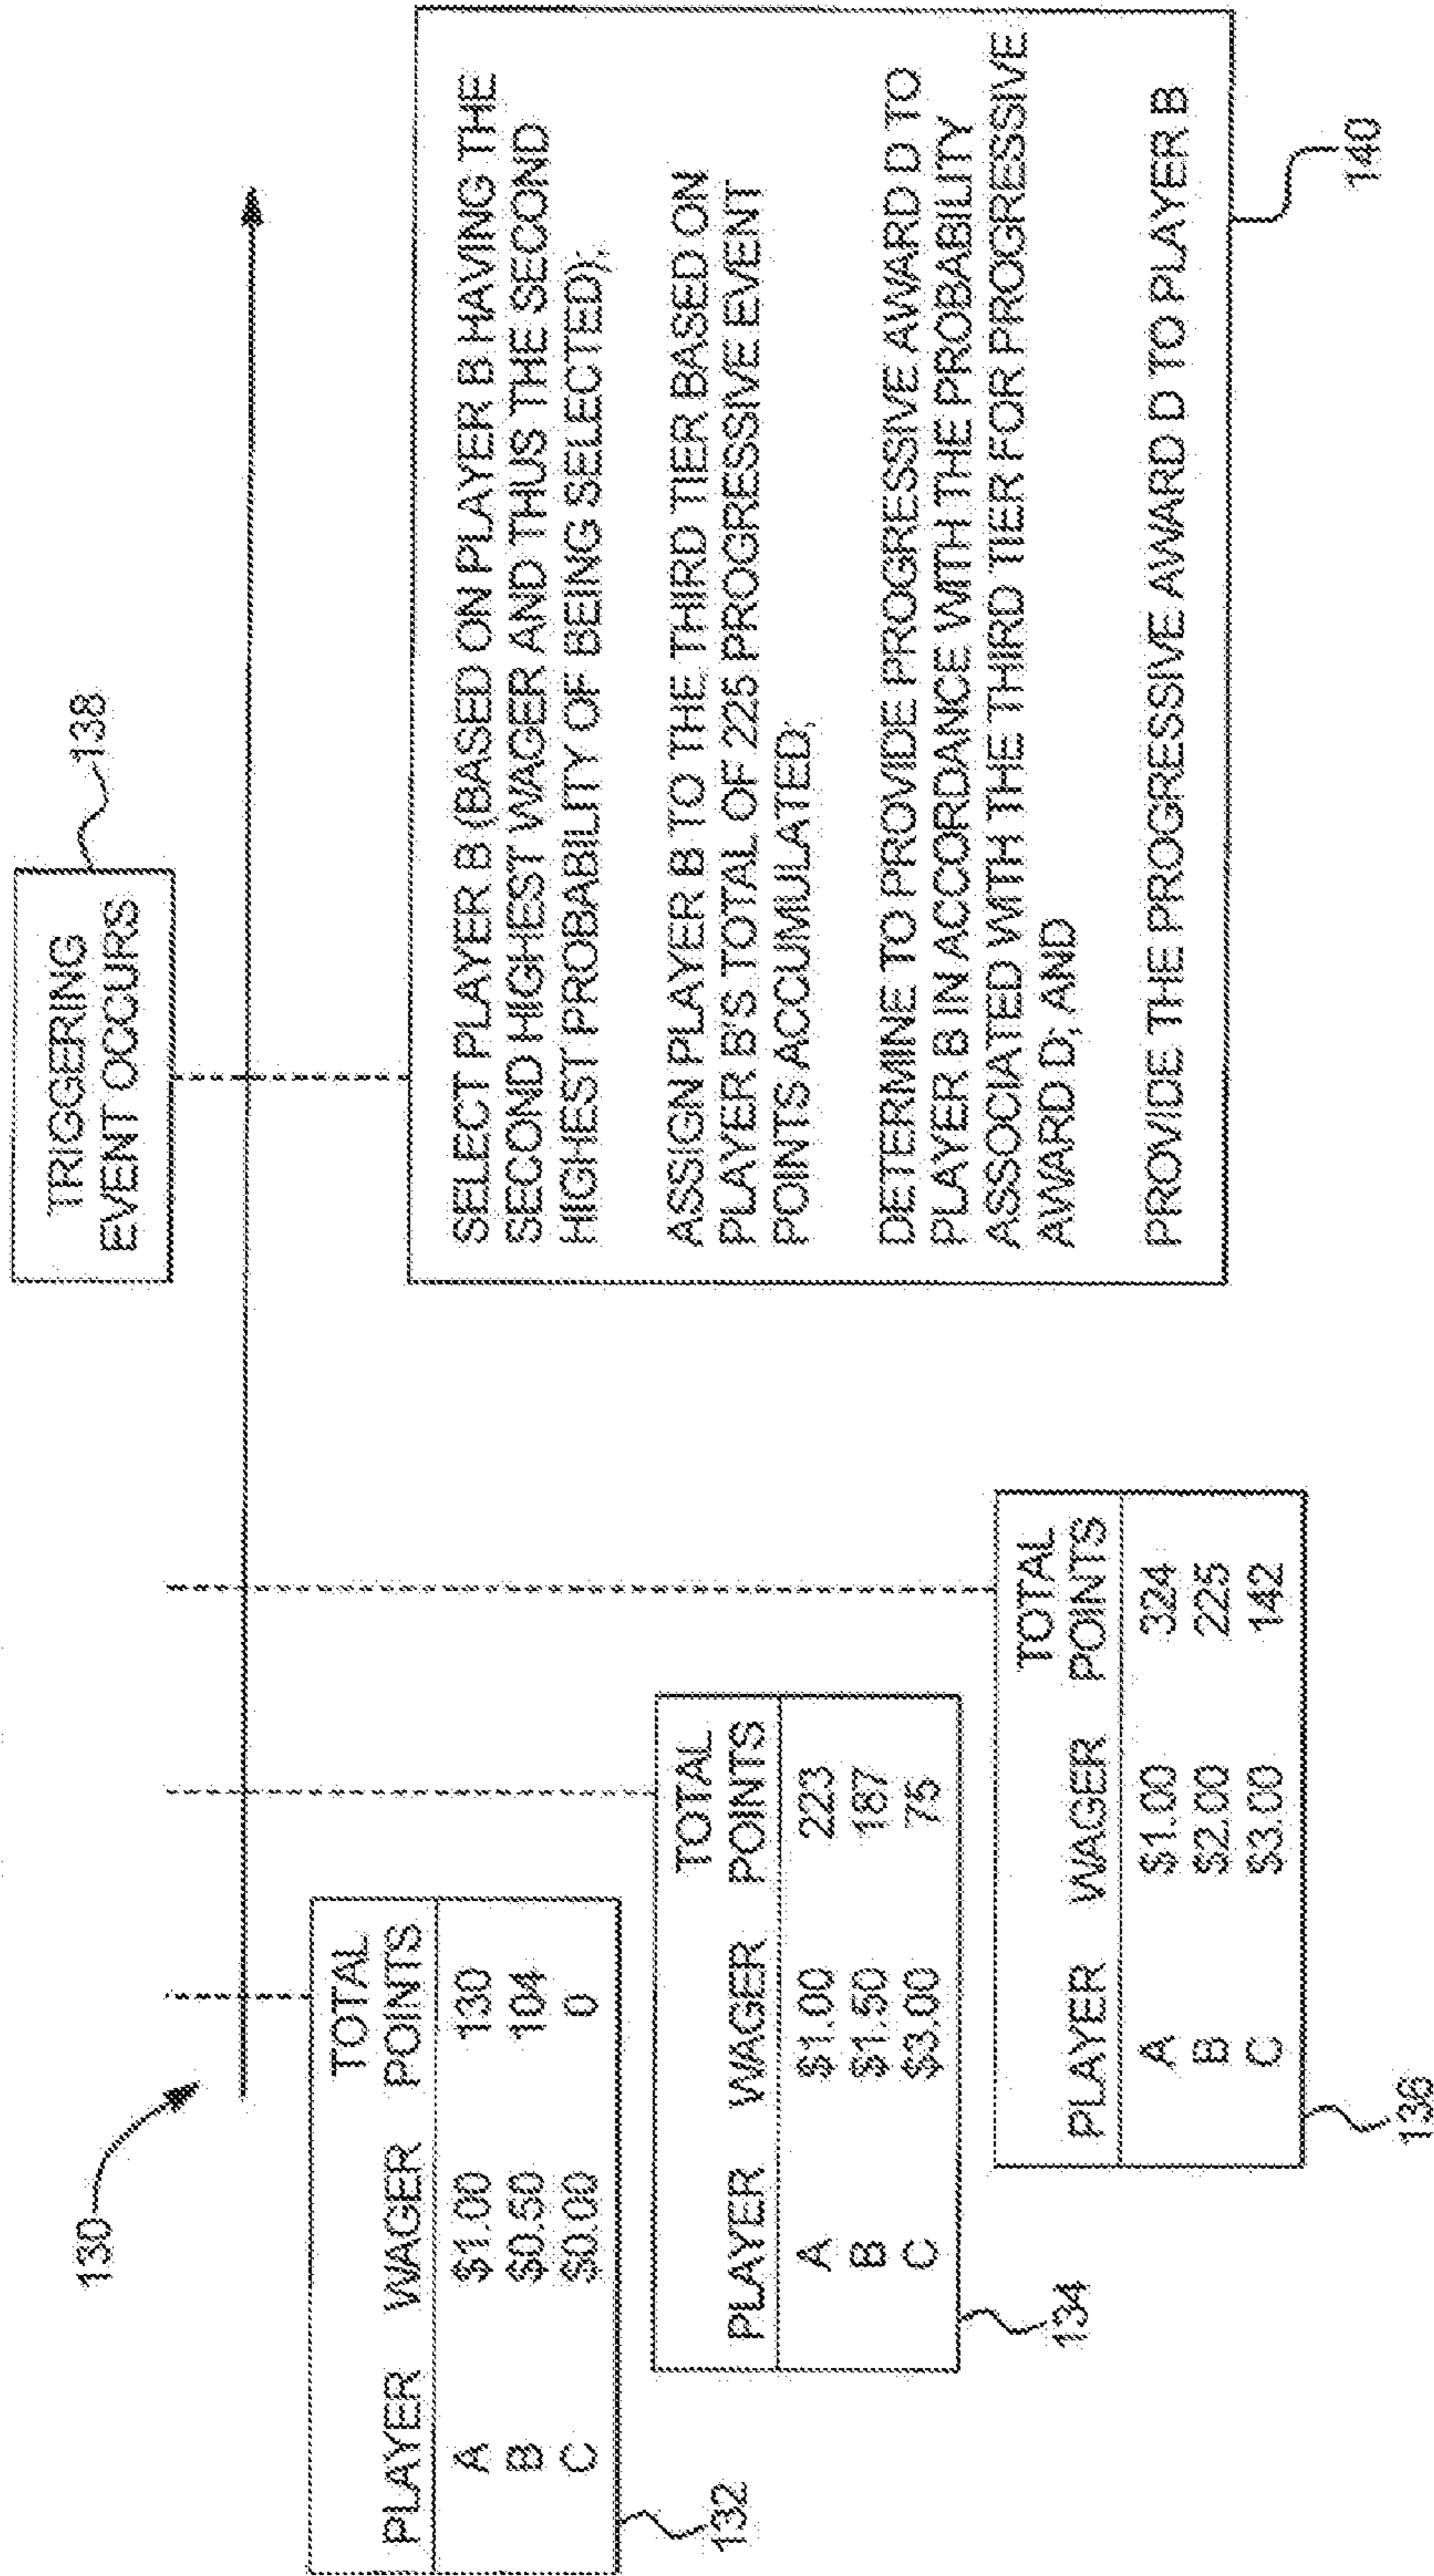 130
TRIGGERING
EVENT OCCURS
138
PLAYER WAGER TOTAL POINTS
A $1.00 130
B $0.50 104
C $0.00 0
132
PLAYER WAGER TOTAL POINTS
A $1.00 223
B $1.50 187
C $3.00 75
134
PLAYER WAGER TOTAL POINTS
A $1.00 324
B $2.00 225
C $3.00 142
136
SELECT PLAYER B (BASED ON PLAYER B HAVING THE
SECOND HIGHEST WAGER AND THUS THE SECOND
HIGHEST PROBABILITY OF BEING SELECTED);
ASSIGN PLAYER B TO THE THIRD TIER BASED ON
PLAYER B'S TOTAL OF 225 PROGRESSIVE EVENT
POINTS ACCUMULATED;
DETERMINE TO PROVIDE PROGRESSIVE AWARD D TO
PLAYER B IN ACCORDANCE WITH THE PROBABILITY
ASSOCIATED WITH THE THIRD TIER FOR PROGRESSIVE
AWARD D; AND
PROVIDE THE PROGRESSIVE AWARD D TO PLAYER B
140